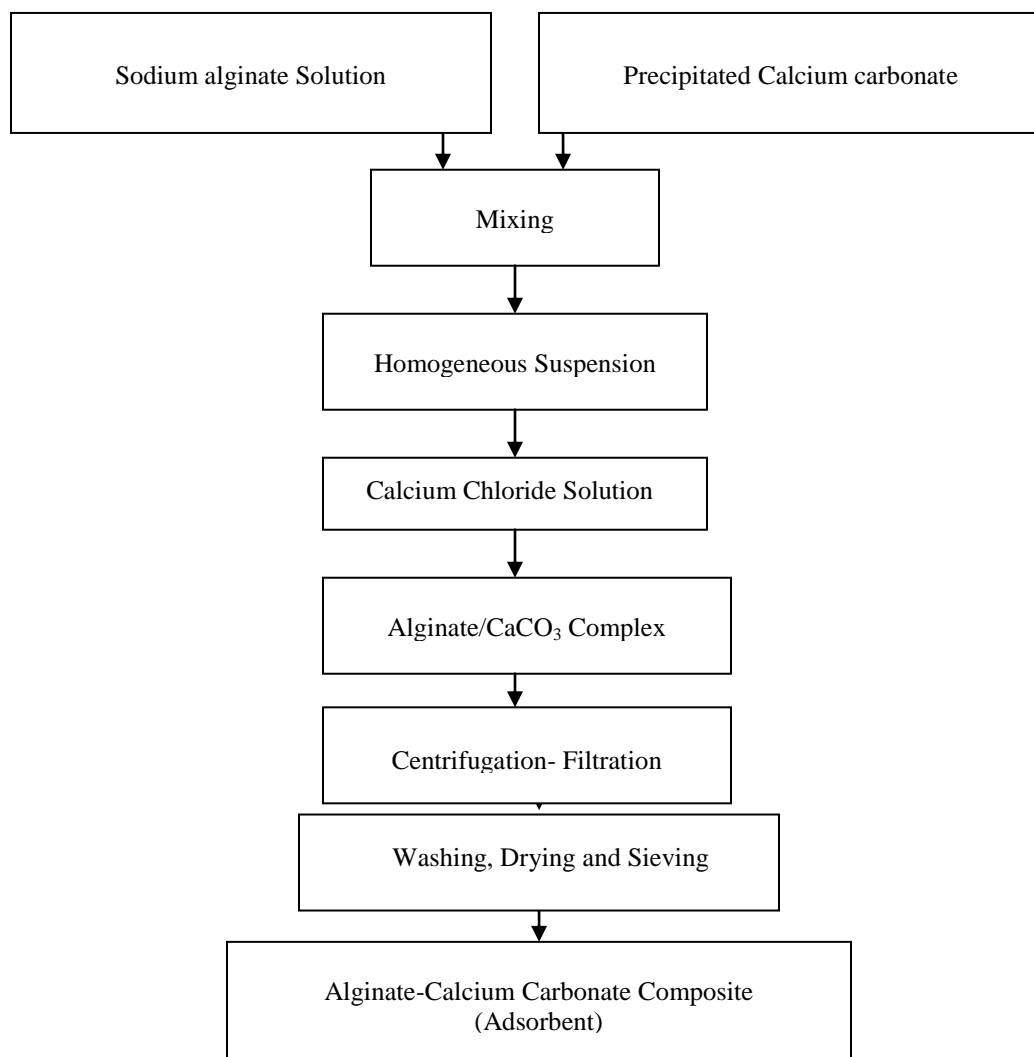 Sodium alginate Solution
Precipitated Calcium carbonate
Mixing
Homogeneous Suspension
Calcium Chloride Solution
Alginate/CaCO₃ Complex
Centrifugation- Filtration
Washing, Drying and Sieving
Alginate-Calcium Carbonate Composite
(Adsorbent)